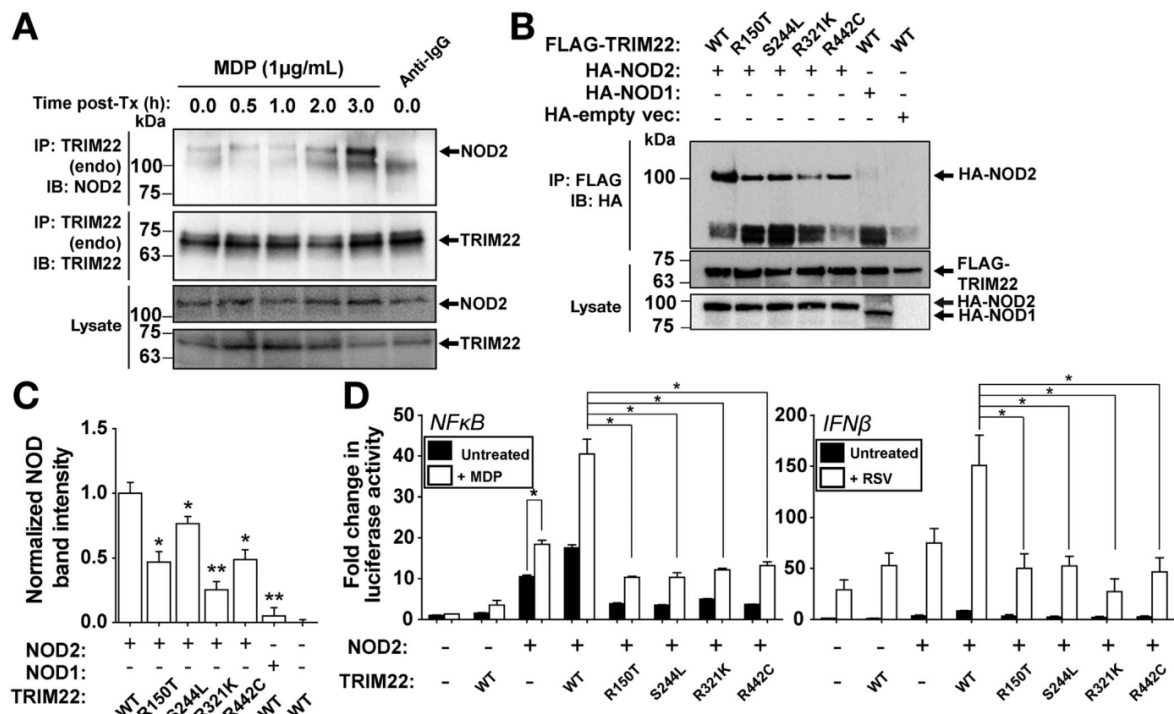 A
MDP (1µg/mL)
Anti-IgG
Time post-Tx (h): 0.0 0.5 1.0 2.0 3.0 0.0
kDa
IP: TRIM22
(endo)
IB: NOD2
100
75
NOD2
IP: TRIM22
(endo)
IB: TRIM22
75
63
TRIM22
Lysate
100
NOD2
75
63
TRIM22
B
FLAG-TRIM22: WT R150T S244L R321K R442C WT WT
HA-NOD2: + + + + + - -
HA-NOD1: - - - - - + -
HA-empty vec: - - - - - - +
kDa
IP: FLAG
IB: HA
100
HA-NOD2
75
63
FLAG-
TRIM22
Lysate
100
75
HA-NOD2
HA-NOD1
C
Normalized NOD
band intensity
1.5
1.0
0.5
0.0
* * ** * **
NOD2: + + + + + - -
NOD1: - - - - - + -
TRIM22: WT R150T S244L R321K R442C WT WT
D
Fold change in
luciferase activity
NFκB
Untreated
+ MDP
50
40
30
20
10
0
* * * * *
IFNβ
Untreated
+ RSV
200
150
100
50
0
* * * *
NOD2: - - + + + + + + - - + + + + + +
TRIM22: - WT - WT R150T S244L R321K R442C - WT - WT R150T S244L R321K R442C